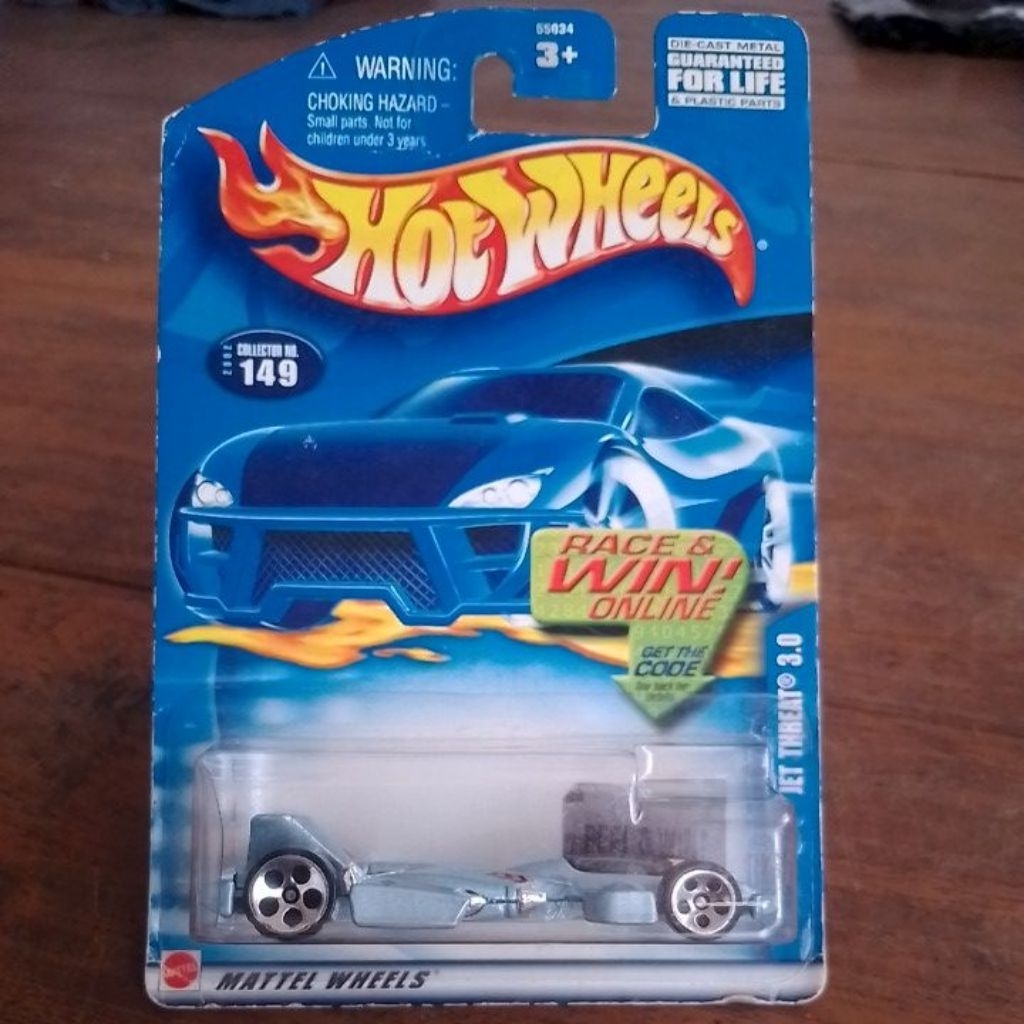 55034
3+
WARNING:
CHOKING HAZARD –
Small parts. Not for
children under 3 years
DIE-CAST METAL
GUARANTEED
FOR LIFE
& PLASTIC PARTS
HOT WHEELS®
2002
COLLECTOR NO.
149
RACE &
WIN!
ONLINE
GET THE
CODE
JET THREAT® 3.0
& WIN!
MATTEL
MATTEL WHEELS